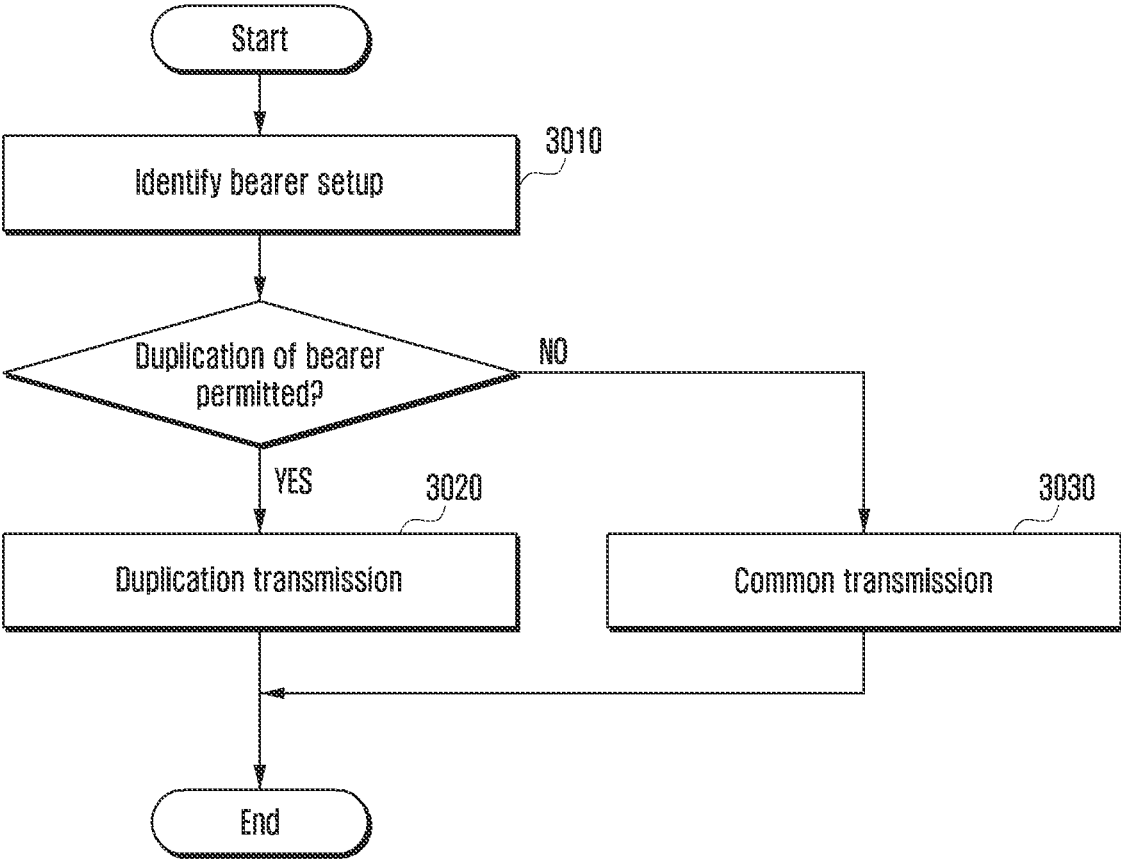 Start
3010
Identify bearer setup
Duplication of bearer
permitted?
NO
YES
3020
3030
Duplication transmission
Common transmission
End